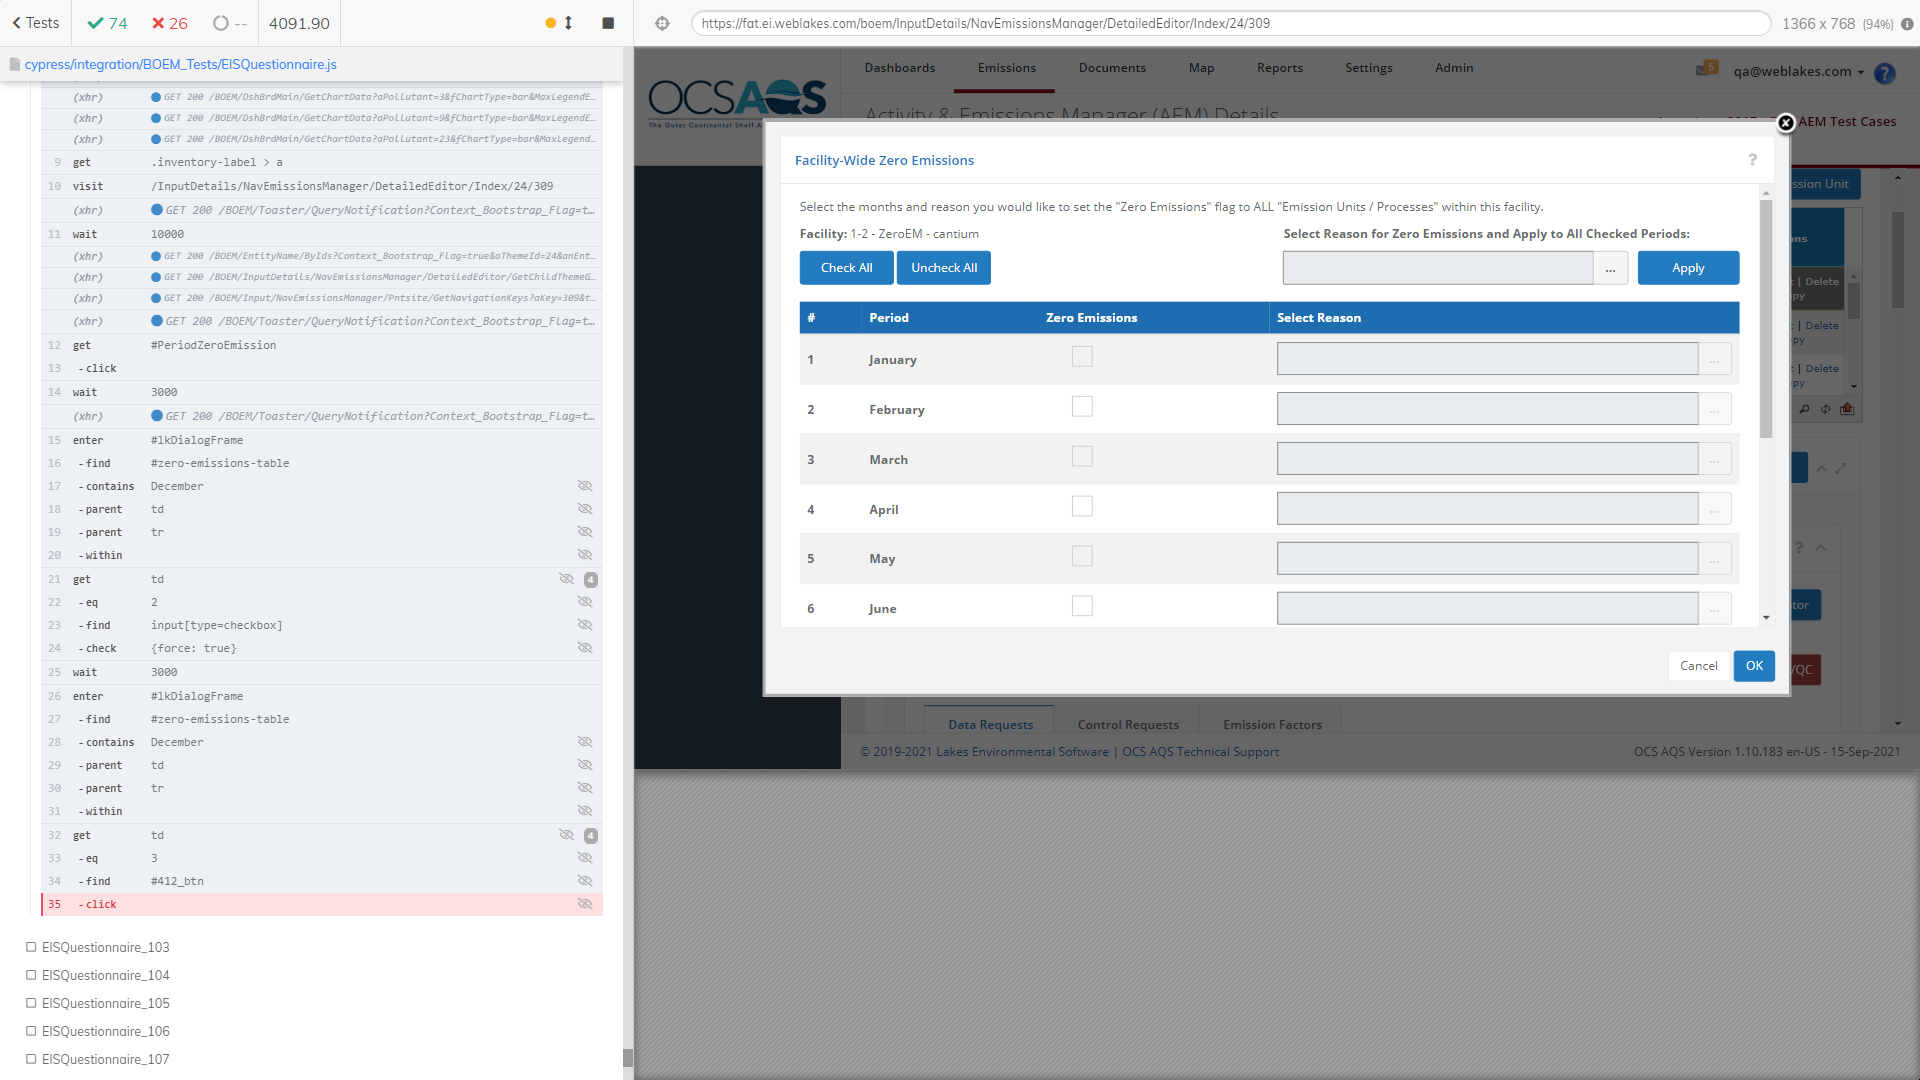 Tests
74
26
--
4091.90
https://fat.ei.weblakes.com/boem/InputDetails/NavEmissionsManager/DetailedEditor/Index/24/309
1366 x 768 (94%)
cypress/integration/BOEM_Tests/EISQuestionnaire.js
(xhr) GET 200 /BOEM/DshBrdMain/GetChartData?aPollutant=3&fChartType=bar&MaxLegendE...
(xhr) GET 200 /BOEM/DshBrdMain/GetChartData?aPollutant=9&fChartType=bar&MaxLegendE...
(xhr) GET 200 /BOEM/DshBrdMain/GetChartData?aPollutant=23&fChartType=bar&MaxLegend...
9 get .inventory-label > a
10 visit /InputDetails/NavEmissionsManager/DetailedEditor/Index/24/309
(xhr) GET 200 /BOEM/Toaster/QueryNotification?Context_Bootstrap_Flag=t...
11 wait 10000
(xhr) GET 200 /BOEM/EntityName/ByIds?Context_Bootstrap_Flag=true&aThemeId=24&anEnt...
(xhr) GET 200 /BOEM/InputDetails/NavEmissionsManager/DetailedEditor/GetChildThemeG...
(xhr) GET 200 /BOEM/Input/NavEmissionsManager/Pntsite/GetNavigationKeys?aKey=309&t...
(xhr) GET 200 /BOEM/Toaster/QueryNotification?Context_Bootstrap_Flag=t...
12 get #PeriodZeroEmission
13 -click
14 wait 3000
(xhr) GET 200 /BOEM/Toaster/QueryNotification?Context_Bootstrap_Flag=t...
15 enter #lkDialogFrame
16 -find #zero-emissions-table
17 -contains December
18 -parent td
19 -parent tr
20 -within
21 get td 4
22 -eq 2
23 -find input[type=checkbox]
24 -check {force: true}
25 wait 3000
26 enter #lkDialogFrame
27 -find #zero-emissions-table
28 -contains December
29 -parent td
30 -parent tr
31 -within
32 get td 4
33 -eq 3
34 -find #412_btn
35 -click
EISQuestionnaire_103
EISQuestionnaire_104
EISQuestionnaire_105
EISQuestionnaire_106
EISQuestionnaire_107
OCSAQS
The Outer Continental Shelf A
Dashboards Emissions Documents Map Reports Settings Admin
5
qa@weblakes.com
?
Activity & Emissions Manager (AEM) Details
AEM Test Cases
Facility-Wide Zero Emissions ?
Select the months and reason you would like to set the "Zero Emissions" flag to ALL "Emission Units / Processes" within this facility.
Facility: 1-2 - ZeroEM - cantium
Select Reason for Zero Emissions and Apply to All Checked Periods:
Check All Uncheck All ... Apply
# Period Zero Emissions Select Reason
1 January ...
2 February ...
3 March ...
4 April ...
5 May ...
6 June ...
Cancel OK
ssion Unit
ns
| Delete
py
| Delete
py
| Delete
py
?
tor
/QC
Data Requests Control Requests Emission Factors
© 2019-2021 Lakes Environmental Software | OCS AQS Technical Support
OCS AQS Version 1.10.183 en-US - 15-Sep-2021